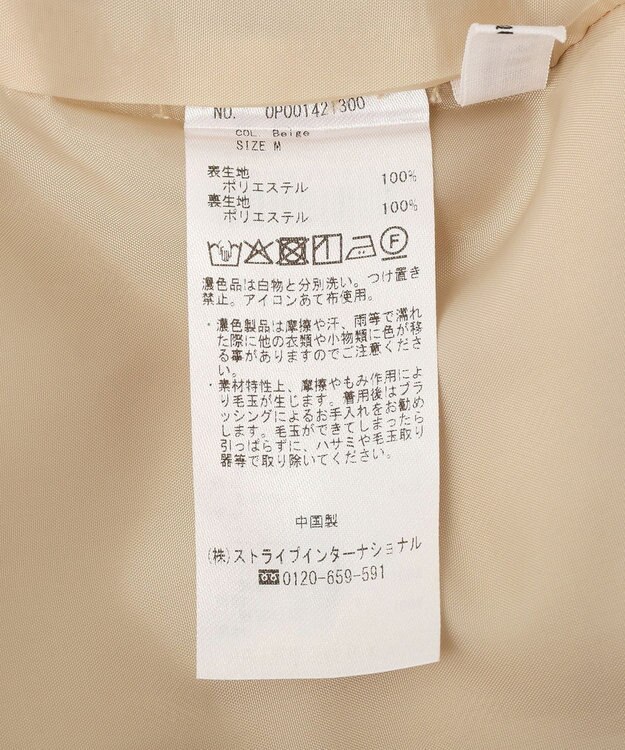 NO. OP00142I300
COL. Beige
SIZE M
表生地
ポリエステル 100%
裏生地
ポリエステル 100%
F
濃色品は白物と分別洗い。つけ置き
禁止。アイコンあて布使用。
・濃色製品は摩擦や汗、雨等で濡れ
た際に他の衣類や小物類に色が移
る事がありますのでご注意くださ
い。
・素材特性上、摩擦やもみ作用によ
り毛玉が生じます。着用後はブラ
ッシングによるお手入れをお勧め
します。毛玉ができてしまったら
引っぱらずに、ハサミや毛玉取り
器等で取り除いてください。
中国製
(株)ストライプインターナショナル
0120-659-591